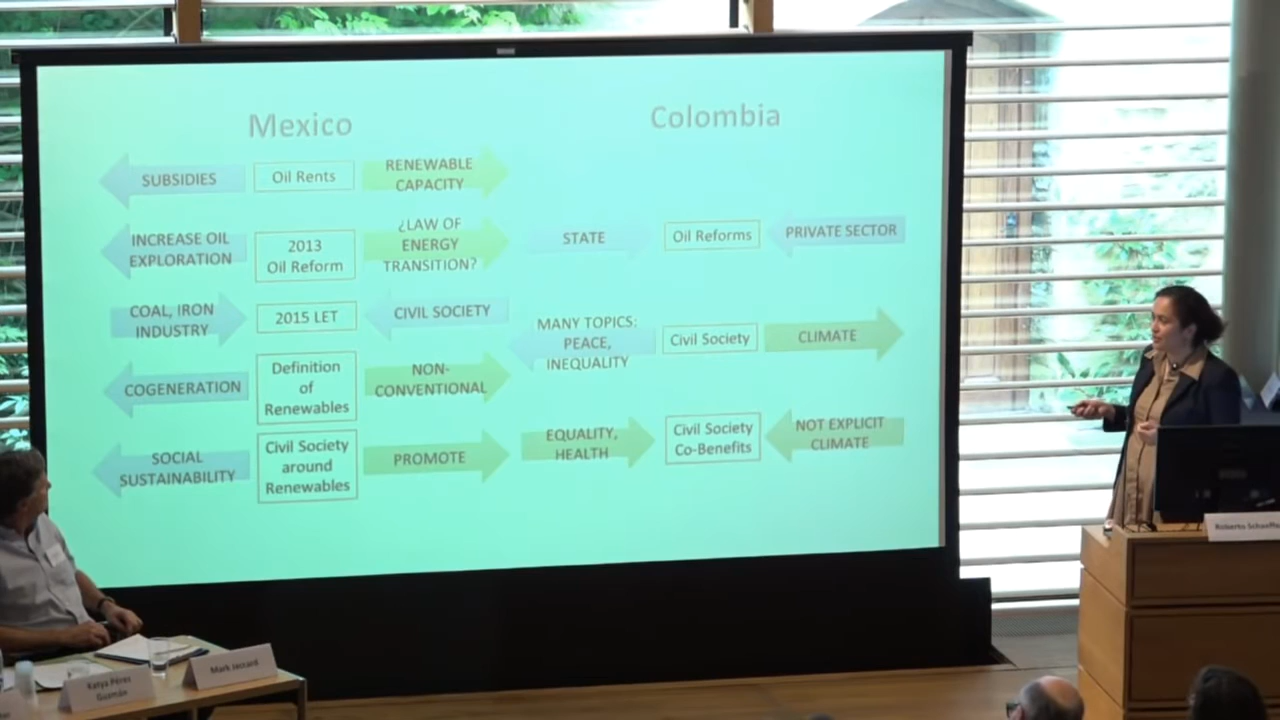 Mexico
Colombia
SUBSIDIES
Oil Rents
RENEWABLE
CAPACITY
INCREASE OIL
EXPLORATION
2013
Oil Reform
¿LAW OF
ENERGY
TRANSITION?
STATE
Oil Reforms
PRIVATE SECTOR
COAL, IRON
INDUSTRY
2015 LET
CIVIL SOCIETY
MANY TOPICS:
PEACE,
INEQUALITY
Civil Society
CLIMATE
COGENERATION
Definition
of
Renewables
NON-
CONVENTIONAL
SOCIAL
SUSTAINABILITY
Civil Society
around
Renewables
PROMOTE
EQUALITY,
HEALTH
Civil Society
Co-Benefits
NOT EXPLICIT
CLIMATE
Roberto
Katya Pérez
Guzmán
Mark